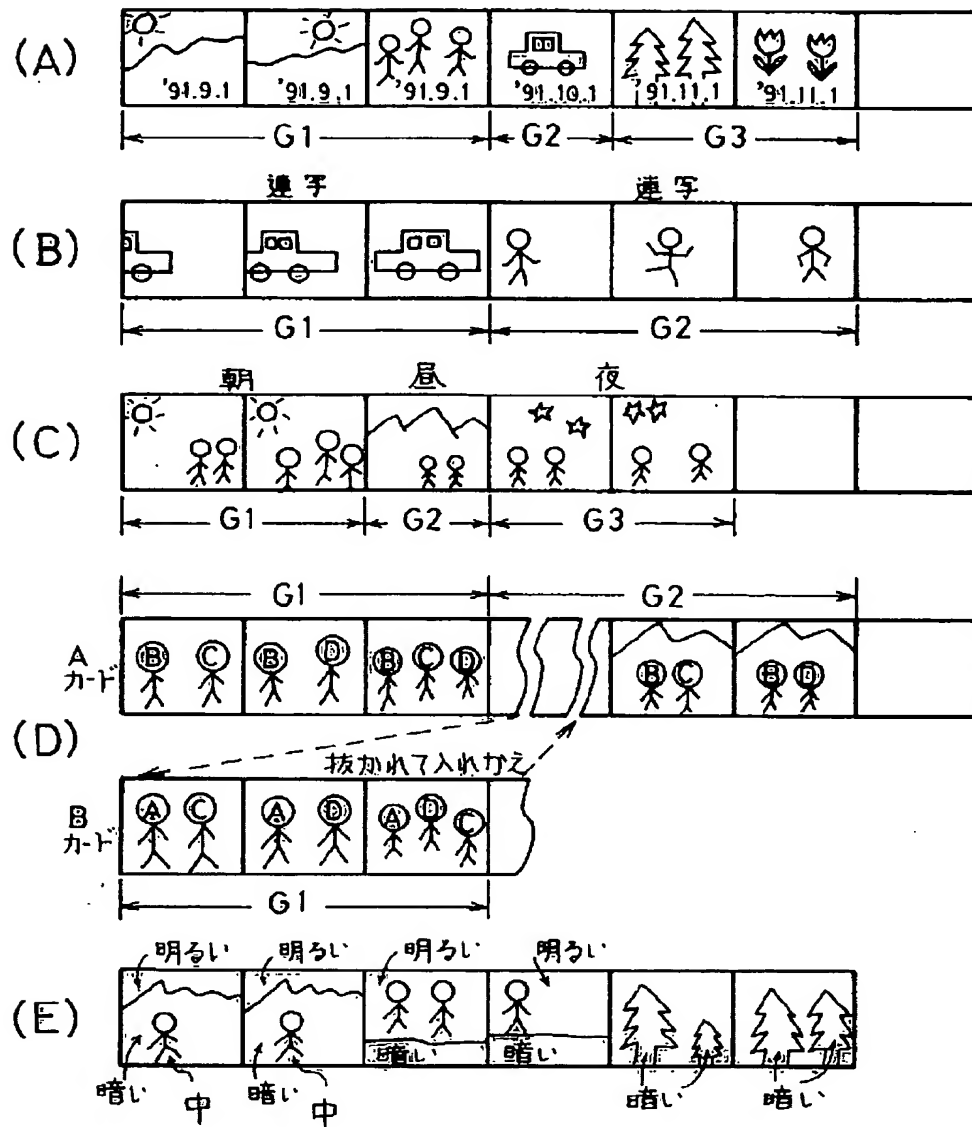 (A)
'91.9.1 '91.9.1 '91.9.1 '91.10.1 '91.11.1 '91.11.1
G1 G2 G3
連写 連写
(B)
G1 G2
朝 昼 夜
(C)
G1 G2 G3
G1 G2
Aカード
B C B D B C D B C B D
(D)
抜かれて入れかえ
Bカード
A C A D A D C
G1
明るい 明るい 明るい 明るい
(E)
暗い 暗い
暗い 中 暗い 中 暗い 暗い